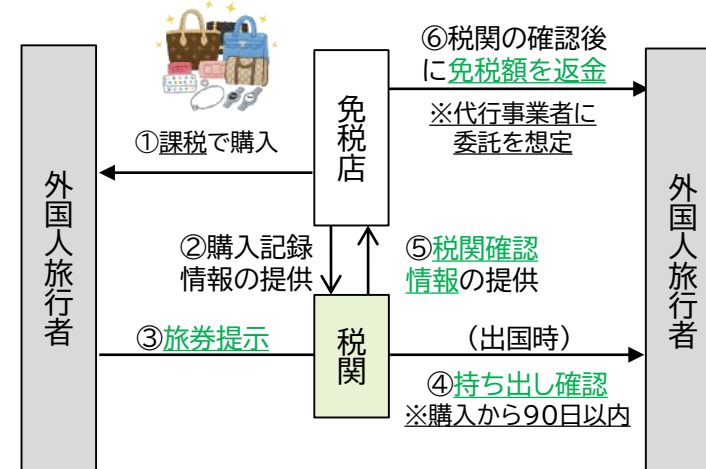 ⑥税関の確認後
に免税額を返金
※代行事業者に
委託を想定
免税店
①課税で購入
外国人旅行者
外国人旅行者
②購入記録
情報の提供
⑤税関確認
情報の提供
③旅券提示
税関
（出国時）
④持ち出し確認
※購入から90日以内